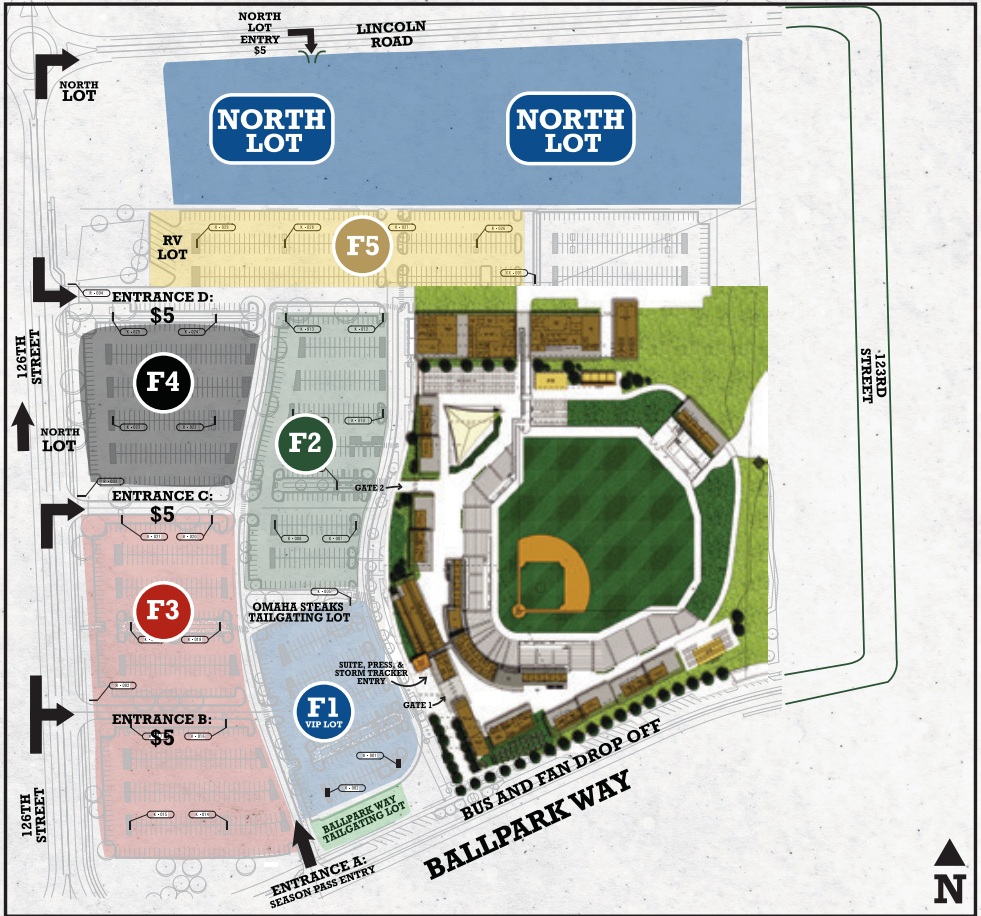 NORTH
LOT
ENTRY
$5
LINCOLN
ROAD
NORTH
LOT
NORTH
LOT
NORTH
LOT
RV
LOT
F5
ENTRANCE D:
$5
126TH
STREET
F4
F2
123RD
STREET
NORTH
LOT
GATE 2
ENTRANCE C:
$5
F3
OMAHA STEAKS
TAILGATING LOT
SUITE, PRESS, &
STORM TRACKER
ENTRY
GATE 1
F1
VIP LOT
ENTRANCE B:
$5
126TH
STREET
BALLPARK WAY
TAILGATING LOT
BUS AND FAN DROP OFF
BALLPARK WAY
ENTRANCE A:
SEASON PASS ENTRY
N